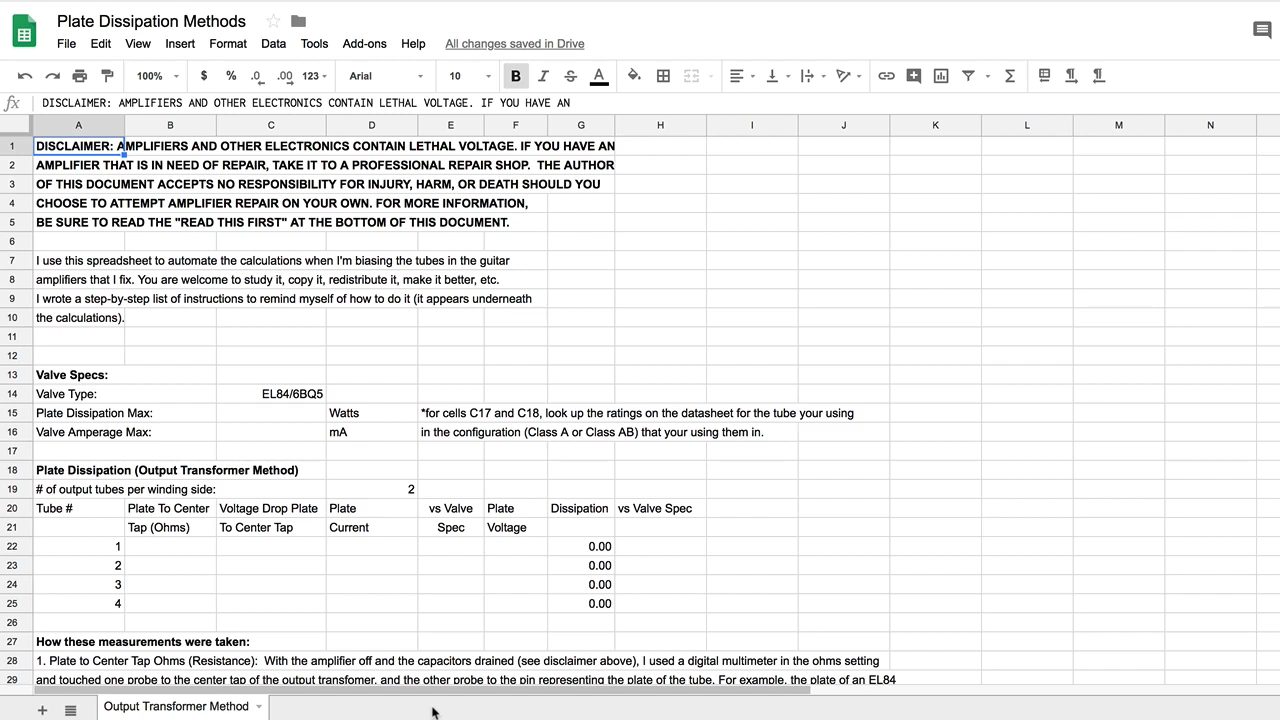 Plate Dissipation Methods
File Edit View Insert Format Data Tools Add-ons Help All changes saved in Drive
100% $ % .0 .00 123 Arial 10 B I S A
fx DISCLAIMER: AMPLIFIERS AND OTHER ELECTRONICS CONTAIN LETHAL VOLTAGE. IF YOU HAVE AN
A B C D E F G H I J K L M N
1 DISCLAIMER: AMPLIFIERS AND OTHER ELECTRONICS CONTAIN LETHAL VOLTAGE. IF YOU HAVE AN
2 AMPLIFIER THAT IS IN NEED OF REPAIR, TAKE IT TO A PROFESSIONAL REPAIR SHOP. THE AUTHOR
3 OF THIS DOCUMENT ACCEPTS NO RESPONSIBILITY FOR INJURY, HARM, OR DEATH SHOULD YOU
4 CHOOSE TO ATTEMPT AMPLIFIER REPAIR ON YOUR OWN. FOR MORE INFORMATION,
5 BE SURE TO READ THE "READ THIS FIRST" AT THE BOTTOM OF THIS DOCUMENT.
6
7 I use this spreadsheet to automate the calculations when I'm biasing the tubes in the guitar
8 amplifiers that I fix. You are welcome to study it, copy it, redistribute it, make it better, etc.
9 I wrote a step-by-step list of instructions to remind myself of how to do it (it appears underneath
10 the calculations).
11
12
13 Valve Specs:
14 Valve Type: EL84/6BQ5
15 Plate Dissipation Max: Watts *for cells C17 and C18, look up the ratings on the datasheet for the tube your using
16 Valve Amperage Max: mA in the configuration (Class A or Class AB) that your using them in.
17
18 Plate Dissipation (Output Transformer Method)
19 # of output tubes per winding side: 2
20 Tube # Plate To Center Voltage Drop Plate Plate vs Valve Plate Dissipation vs Valve Spec
21 Tap (Ohms) To Center Tap Current Spec Voltage
22 1 0.00
23 2 0.00
24 3 0.00
25 4 0.00
26
27 How these measurements were taken:
28 1. Plate to Center Tap Ohms (Resistance): With the amplifier off and the capacitors drained (see disclaimer above), I used a digital multimeter in the ohms setting
29 and touched one probe to the center tap of the output transfomer, and the other probe to the pin representing the plate of the tube. For example, the plate of an EL84
+ Output Transformer Method